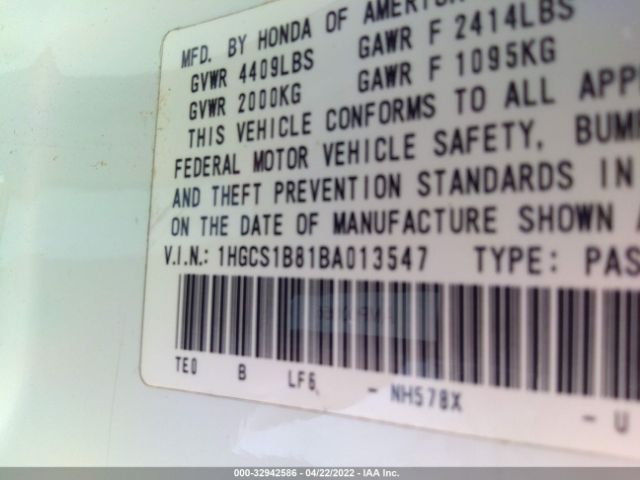 MFD. BY HONDA OF AMERICA
GVWR 4409LBS GAWR F 2414LBS
GVWR 2000KG GAWR F 1095KG
THIS VEHICLE CONFORMS TO ALL APP
FEDERAL MOTOR VEHICLE SAFETY, BUM
AND THEFT PREVENTION STANDARDS IN
ON THE DATE OF MANUFACTURE SHOWN A
V.I.N.: 1HGCS1B81BA013547 TYPE: PAS
TE0 B LF6 - NH578X - U
000-32942586 - 04/22/2022 - IAA Inc.